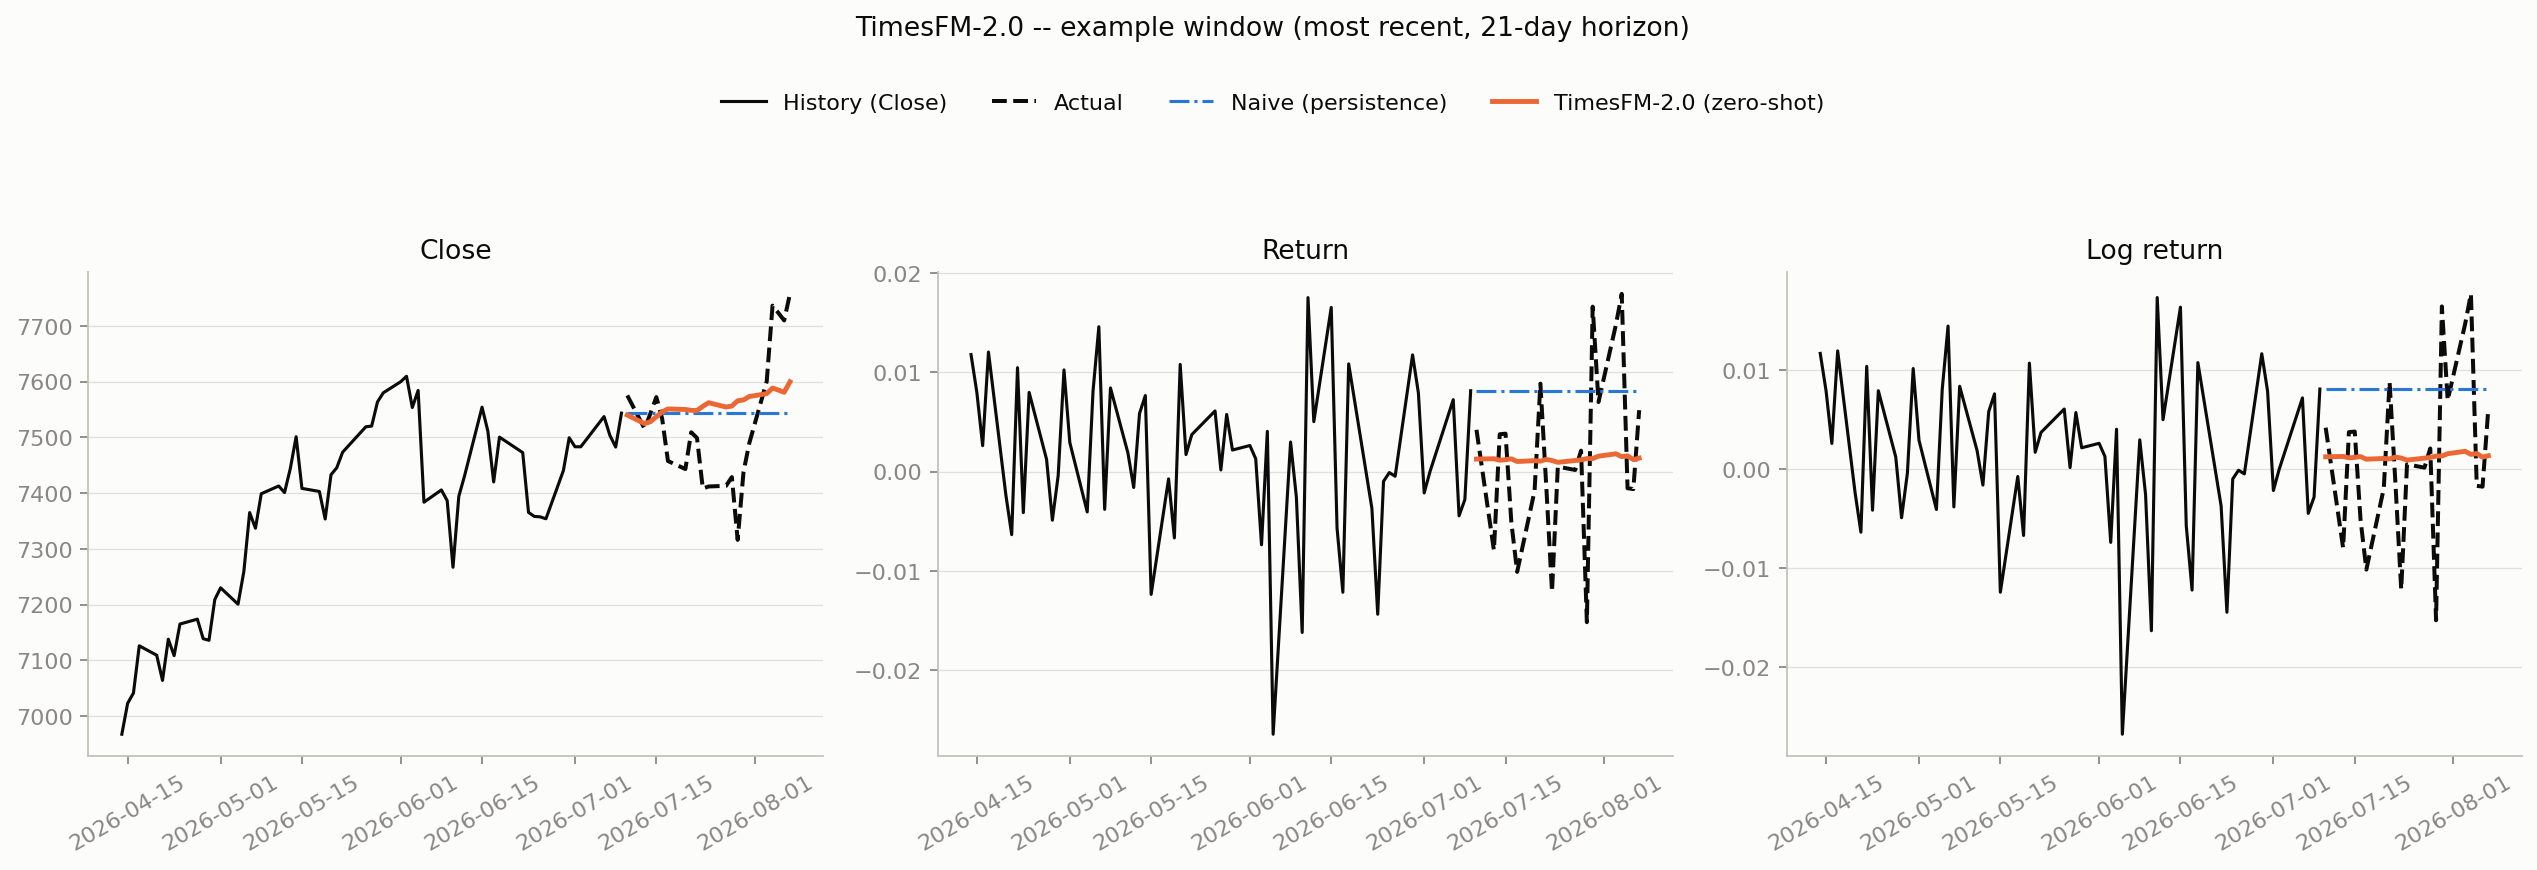 TimesFM-2.0 -- example window (most recent, 21-day horizon)
History (Close) Actual Naive (persistence) TimesFM-2.0 (zero-shot)
Close
7700
7600
7500
7400
7300
7200
7100
7000
2026-04-15 2026-05-01 2026-05-15 2026-06-01 2026-06-15 2026-07-01 2026-07-15 2026-08-01
Return
0.02
0.01
0.00
−0.01
−0.02
2026-04-15 2026-05-01 2026-05-15 2026-06-01 2026-06-15 2026-07-01 2026-07-15 2026-08-01
Log return
0.01
0.00
−0.01
−0.02
2026-04-15 2026-05-01 2026-05-15 2026-06-01 2026-06-15 2026-07-01 2026-07-15 2026-08-01